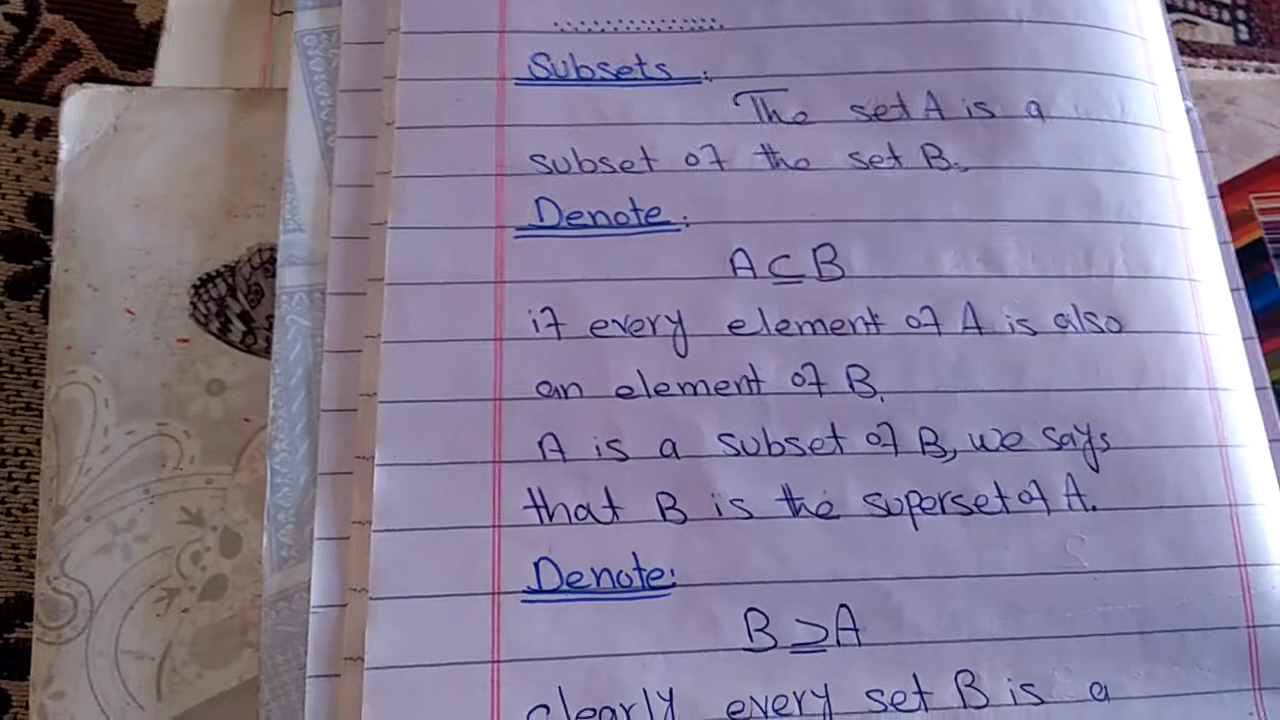 Subsets :
The set A is a
subset of the set B.
Denote :
A ⊆ B
if every element of A is also
an element of B.
A is a subset of B, we says
that B is the superset of A.
Denote:
B ⊇ A
clearly every set B is a